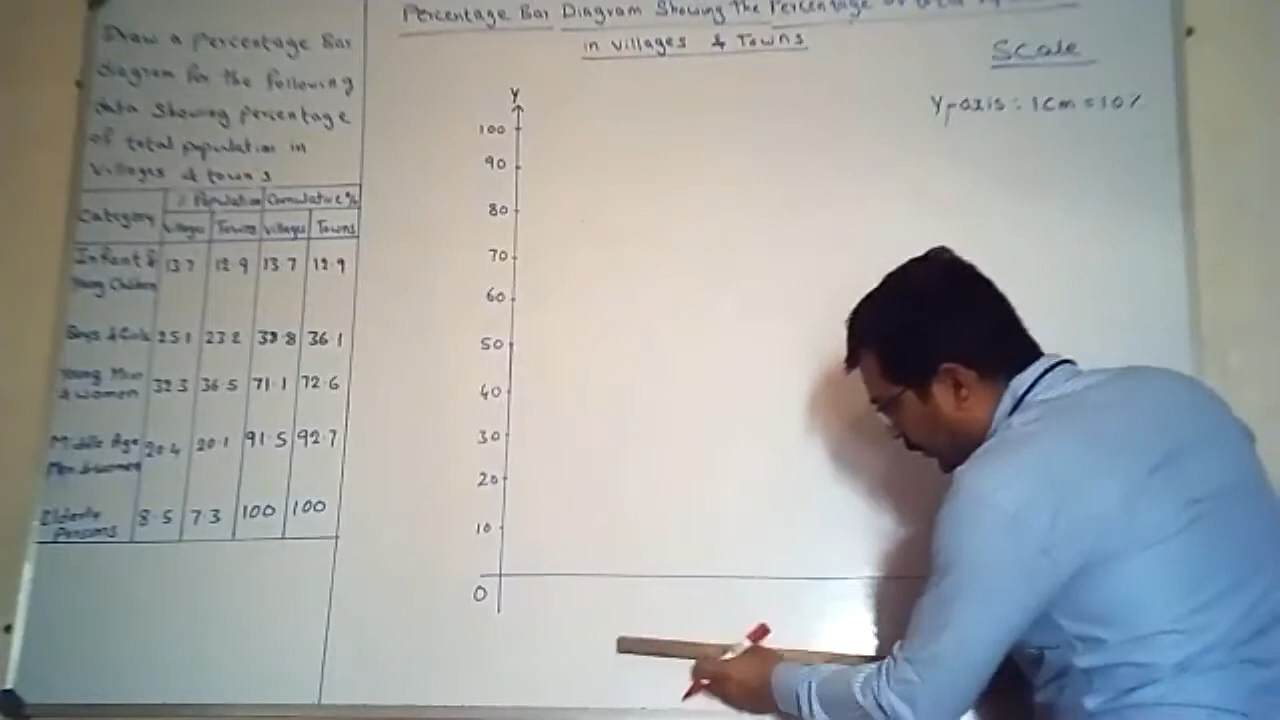 Draw a Percentage Bar
diagram for the following
data Showing percentage
of total population in
Villages & towns
Category % Population Cumulative %
Villages Towns Villages Towns
Infant & 13.7 12.9 13.7 12.9
Young Children
Boys & Girls 25.1 23.2 38.8 36.1
Young Men 32.3 36.5 71.1 72.6
& women
Middle Age 20.4 20.1 91.5 92.7
Men & women
Elderly 8.5 7.3 100 100
Persons
Percentage Bar Diagram Showing The Percentage of total
in Villages & Towns
Scale
Y-axis : 1 cm = 10%
Y
100
90
80
70
60
50
40
30
20
10
0